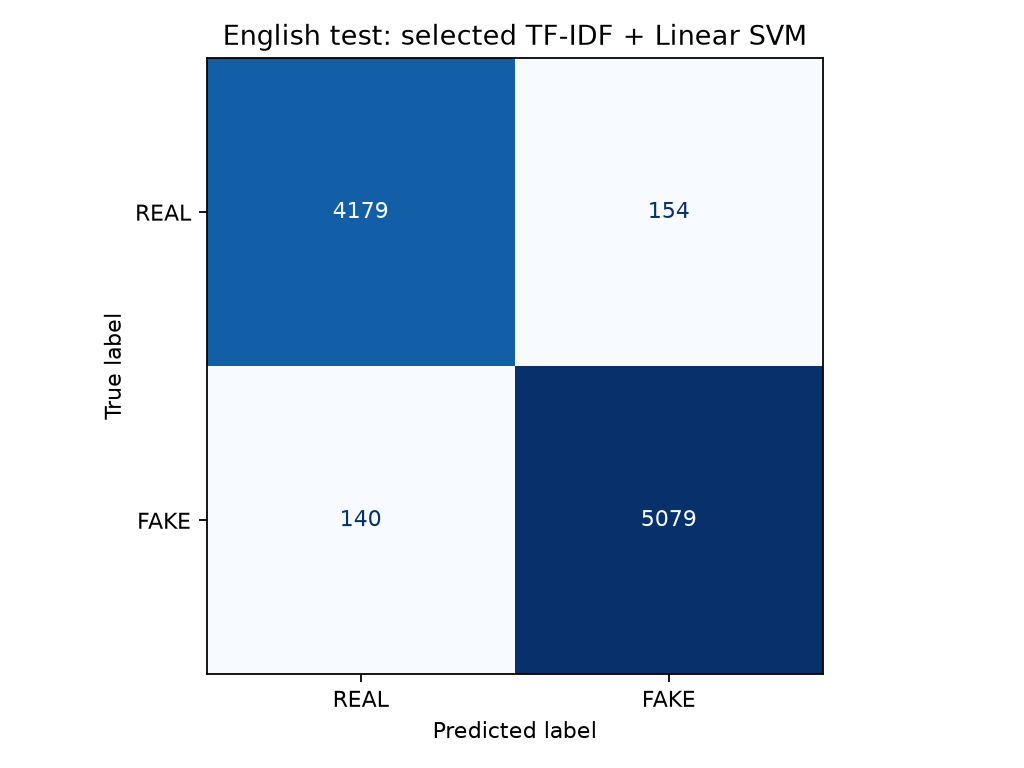 English test: selected TF-IDF + Linear SVM
REAL
4179
154
True label
FAKE
140
5079
REAL
FAKE
Predicted label